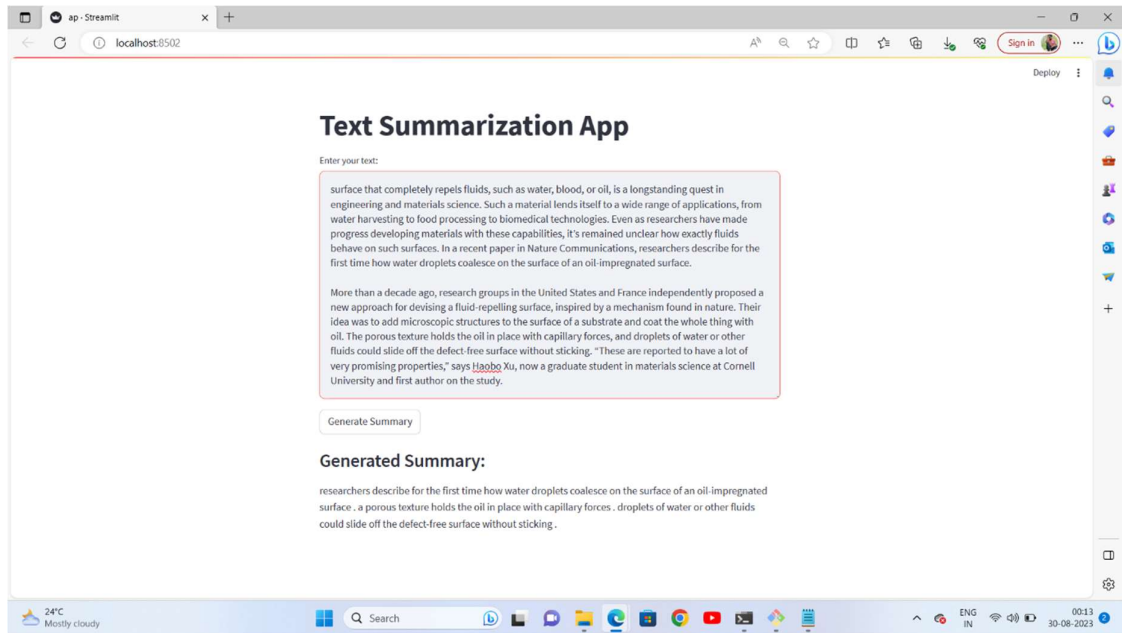 ap · Streamlit
localhost:8502
Sign in
Deploy
Text Summarization App
Enter your text:
surface that completely repels fluids, such as water, blood, or oil, is a longstanding quest in
engineering and materials science. Such a material lends itself to a wide range of applications, from
water harvesting to food processing to biomedical technologies. Even as researchers have made
progress developing materials with these capabilities, it's remained unclear how exactly fluids
behave on such surfaces. In a recent paper in Nature Communications, researchers describe for the
first time how water droplets coalesce on the surface of an oil-impregnated surface.
More than a decade ago, research groups in the United States and France independently proposed a
new approach for devising a fluid-repelling surface, inspired by a mechanism found in nature. Their
idea was to add microscopic structures to the surface of a substrate and coat the whole thing with
oil. The porous texture holds the oil in place with capillary forces, and droplets of water or other
fluids could slide off the defect-free surface without sticking. “These are reported to have a lot of
very promising properties,” says Haobo Xu, now a graduate student in materials science at Cornell
University and first author on the study.
Generate Summary
Generated Summary:
researchers describe for the first time how water droplets coalesce on the surface of an oil-impregnated
surface . a porous texture holds the oil in place with capillary forces . droplets of water or other fluids
could slide off the defect-free surface without sticking .
24°C
Mostly cloudy
Search
ENG
IN
00:13
30-08-2023
2